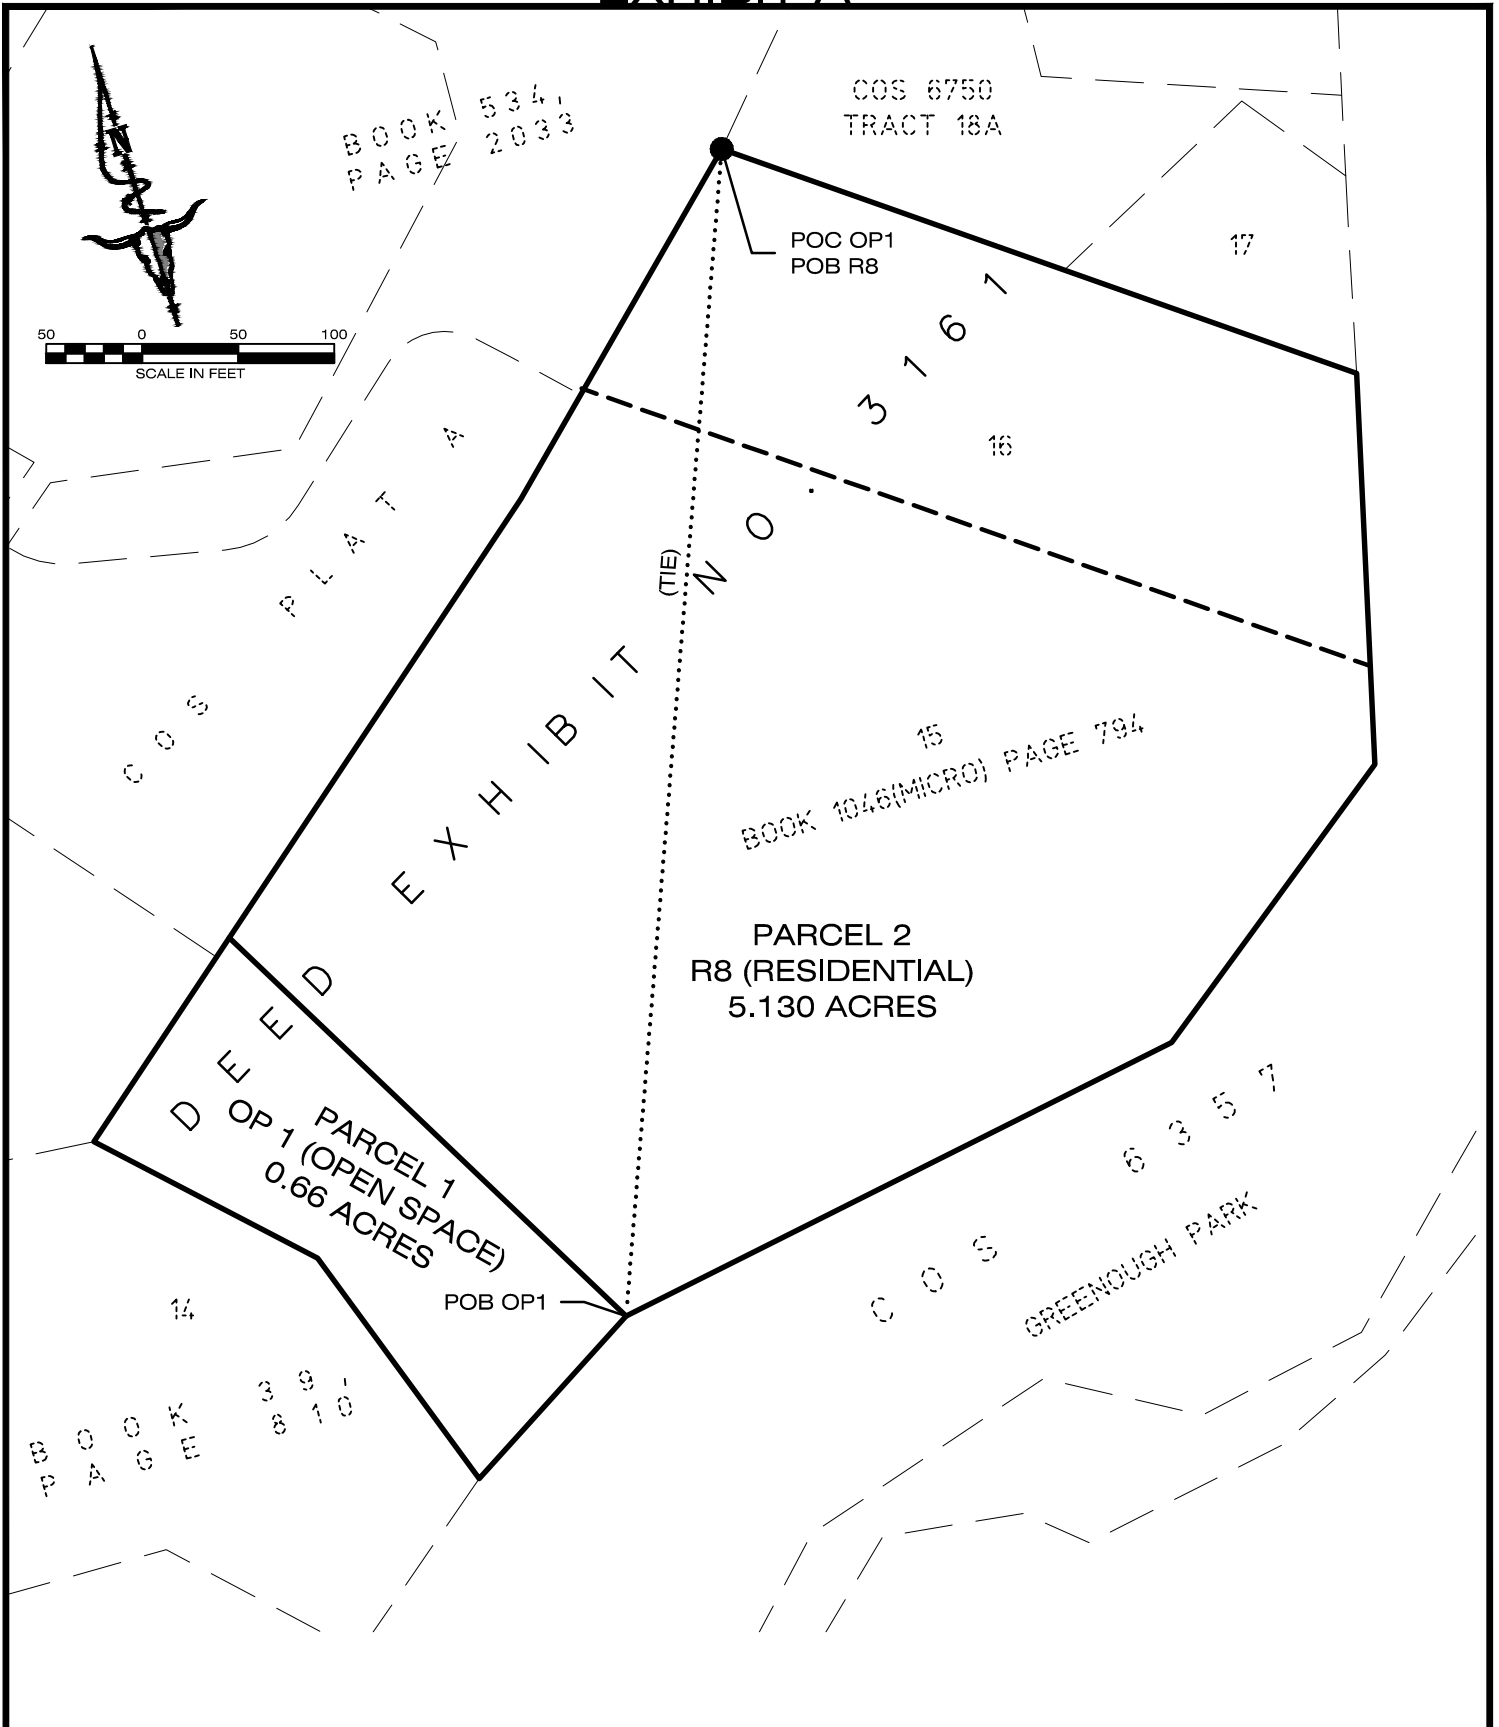 EXHIBIT A
BOOK 534,
PAGE 2033
COS 6750
TRACT 18A
N
17
POC OP1
POB R8
50 0 50 100
SCALE IN FEET
16
COS PLAT A
(TIE)
DEED EXHIBIT NO. 3161
15
BOOK 1046(MICRO) PAGE 794
PARCEL 2
R8 (RESIDENTIAL)
5.130 ACRES
PARCEL 1
OP 1 (OPEN SPACE)
0.66 ACRES
POB OP1
COS 6357
GREENOUGH PARK
14
BOOK 39,
PAGE 810